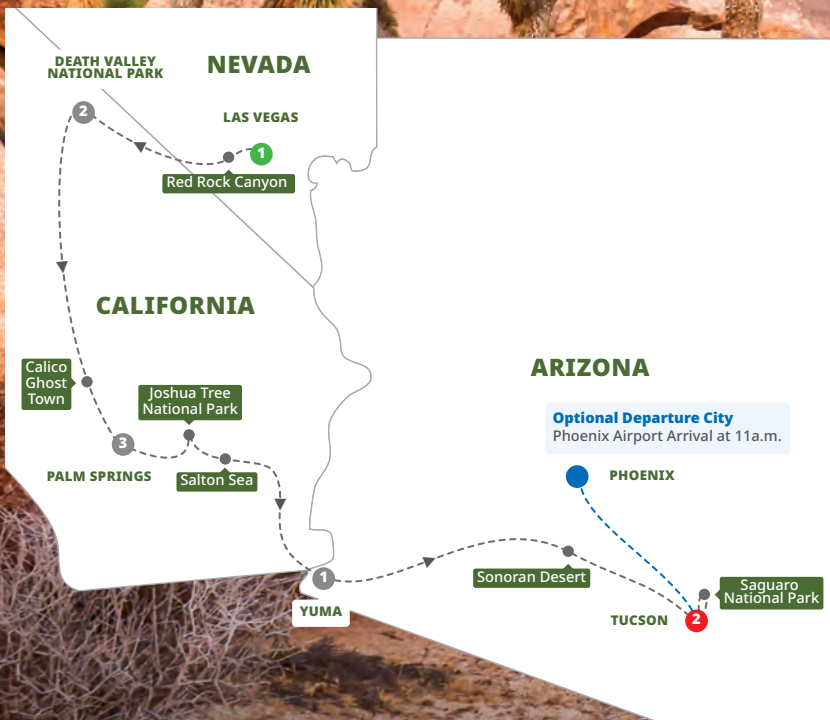 DEATH VALLEY
NATIONAL PARK
NEVADA
2
LAS VEGAS
1
Red Rock Canyon
CALIFORNIA
Calico
Ghost
Town
Joshua Tree
National Park
3
PALM SPRINGS
Salton Sea
ARIZONA
Optional Departure City
Phoenix Airport Arrival at 11a.m.
PHOENIX
1
YUMA
Sonoran Desert
Saguaro
National Park
TUCSON
2